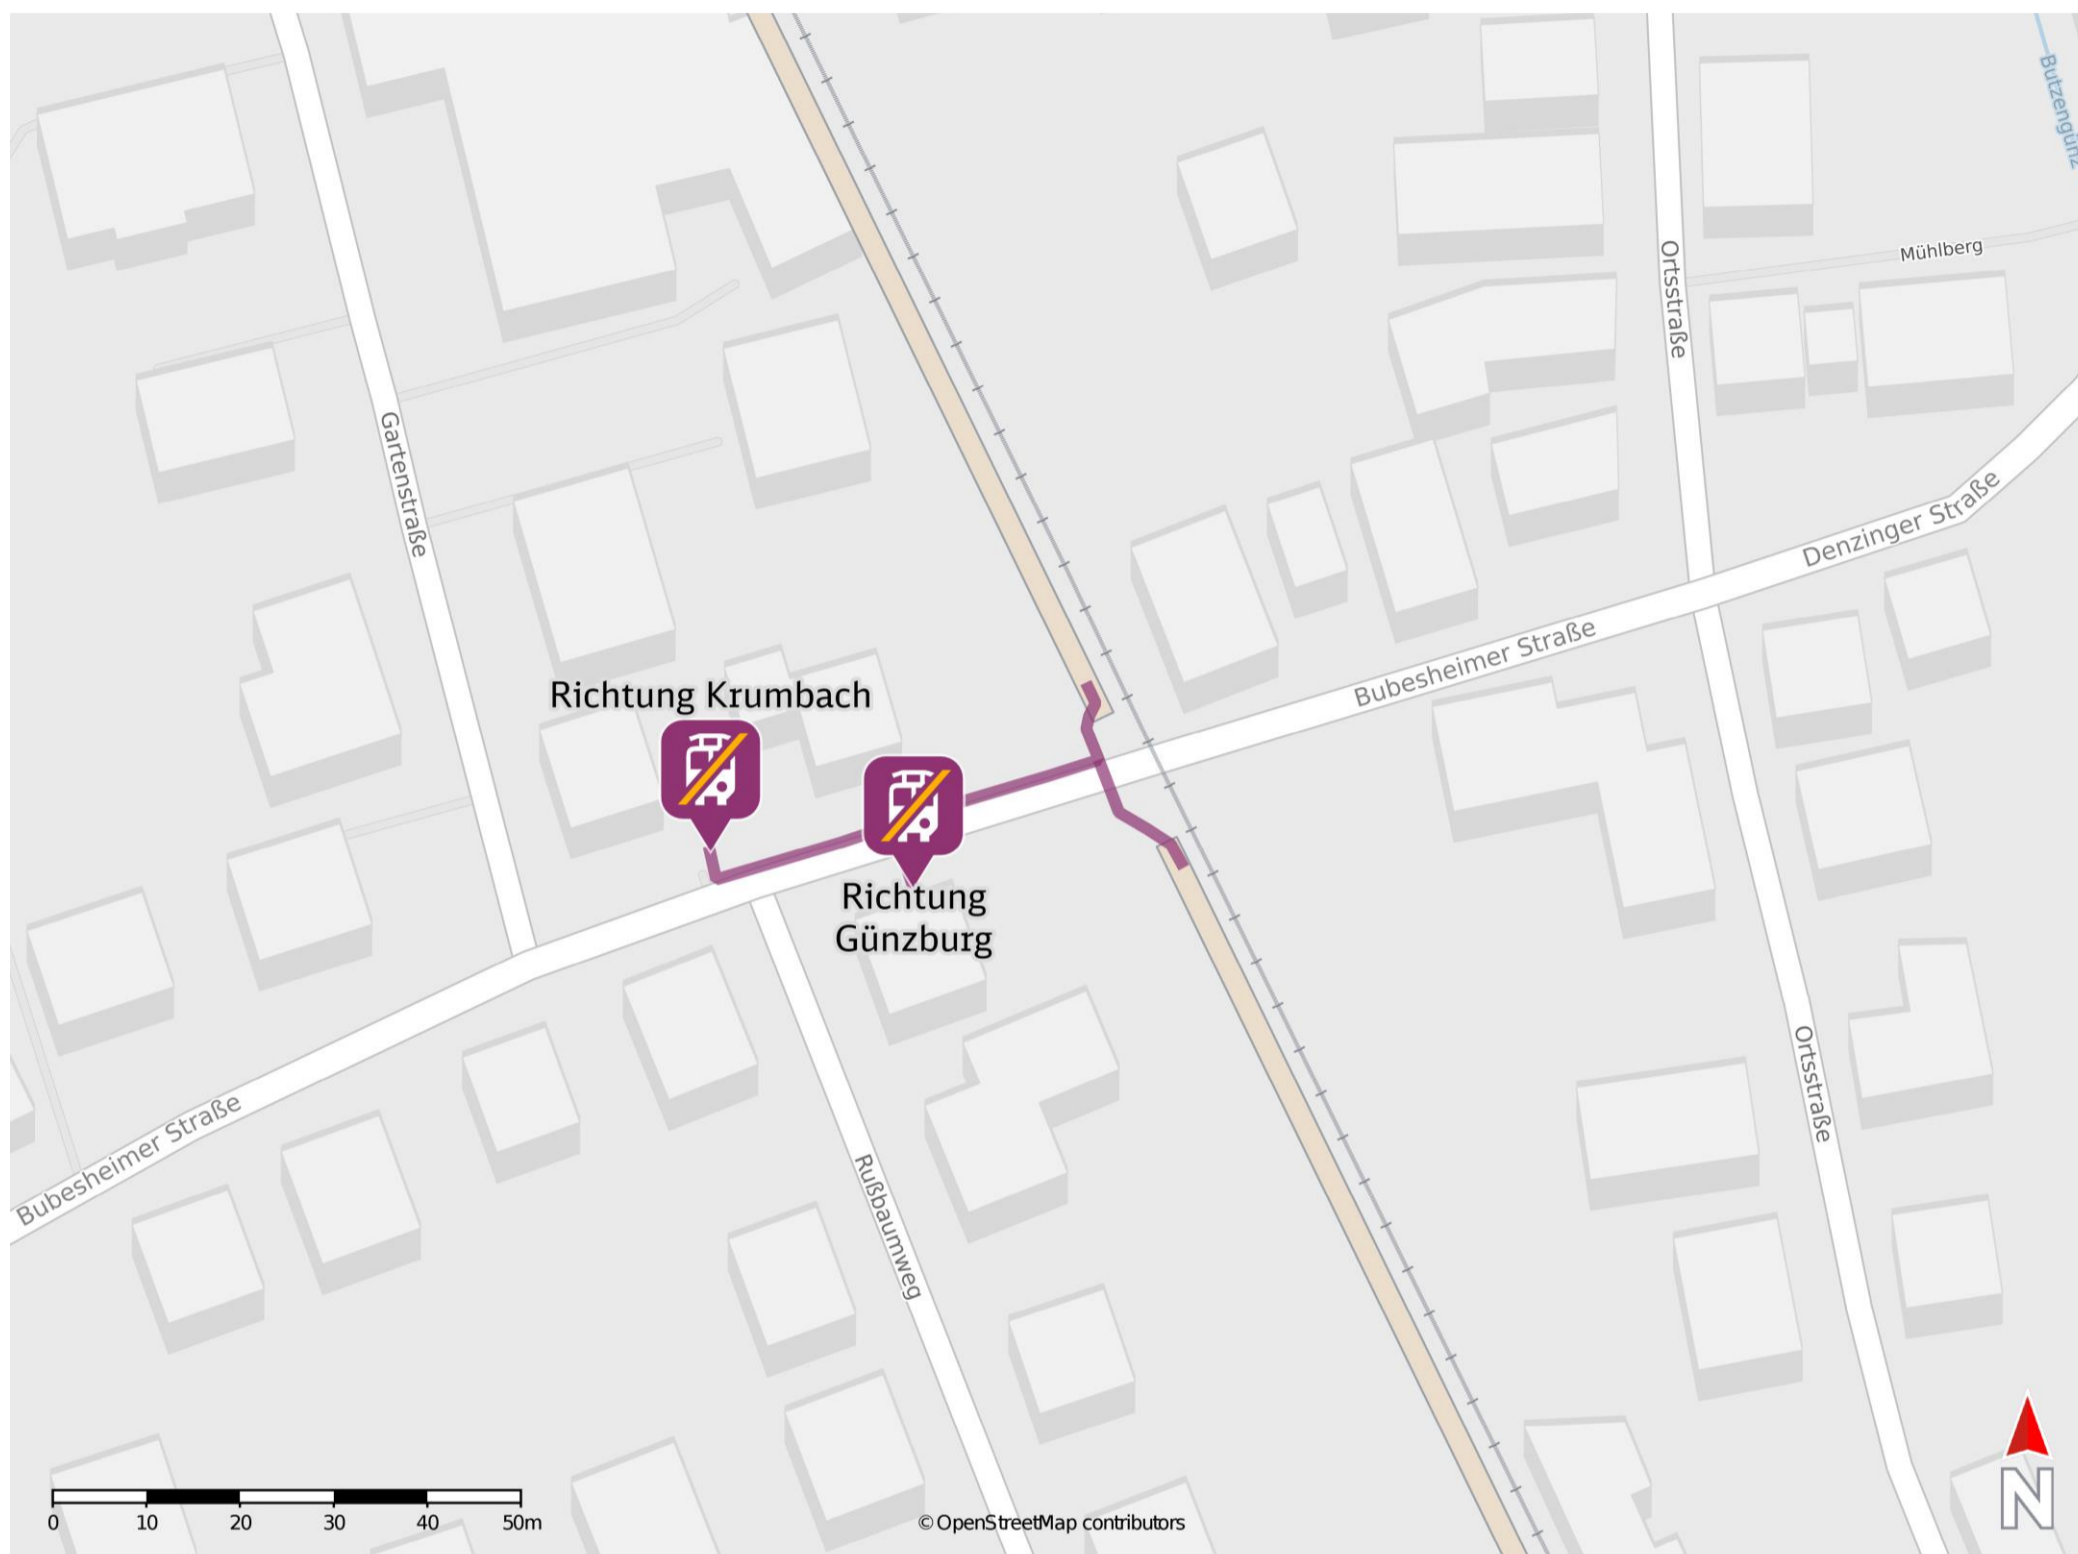 Butzengünz
Mühlberg
Ortsstraße
Gartenstraße
Denzinger Straße
Bubesheimer Straße
Richtung Krumbach
Richtung
Günzburg
Ortsstraße
Bubesheimer Straße
Rußbaumweg
0 10 20 30 40 50m
© OpenStreetMap contributors
N